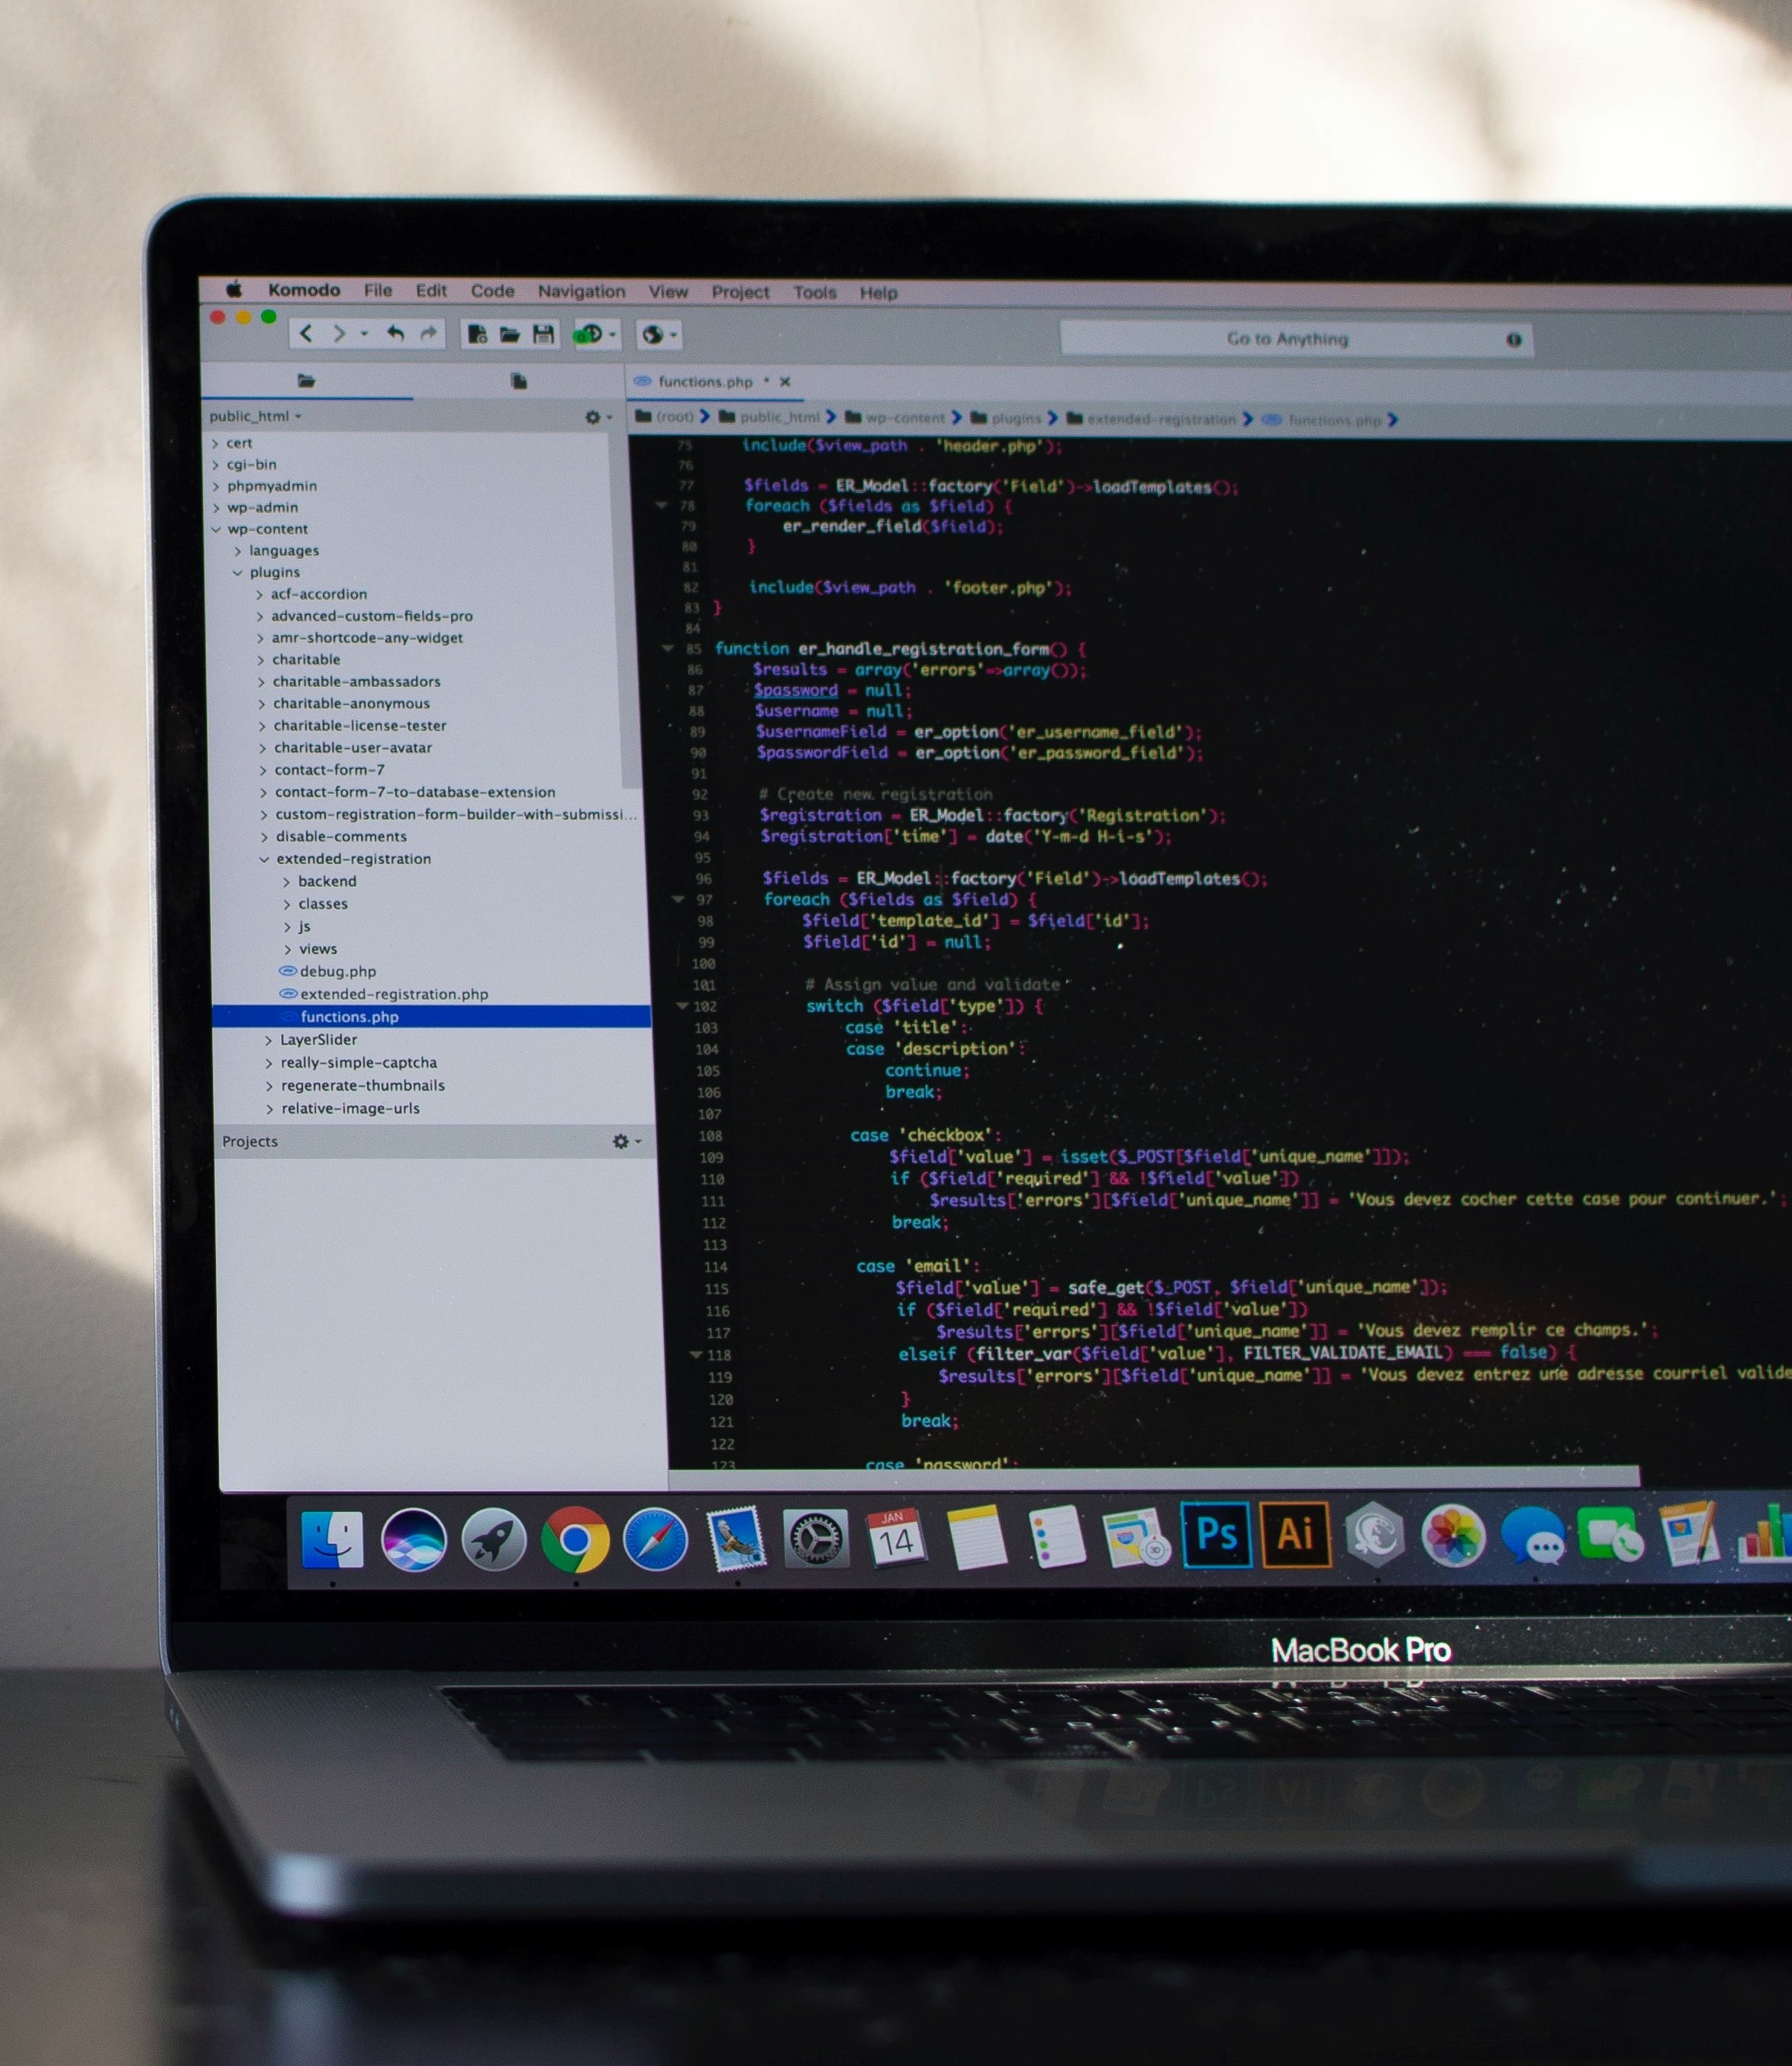 Komodo File Edit Code Navigation View Project Tools Help
Go to Anything
functions.php * ×
public_html
(root) public_html wp-content plugins extended-registration functions.php
cert
cgi-bin
phpmyadmin
wp-admin
wp-content
languages
plugins
acf-accordion
advanced-custom-fields-pro
amr-shortcode-any-widget
charitable
charitable-ambassadors
charitable-anonymous
charitable-license-tester
charitable-user-avatar
contact-form-7
contact-form-7-to-database-extension
custom-registration-form-builder-with-submissi...
disable-comments
extended-registration
backend
classes
js
views
debug.php
extended-registration.php
functions.php
LayerSlider
really-simple-captcha
regenerate-thumbnails
relative-image-urls
Projects
75 include($view_path . 'header.php');
76
77 $fields = ER_Model::factory('Field')->loadTemplates();
78 foreach ($fields as $field) {
79 er_render_field($field);
80 }
81
82 include($view_path . 'footer.php');
83 }
84
85 function er_handle_registration_form() {
86 $results = array('errors'=>array());
87 $password = null;
88 $username = null;
89 $usernameField = er_option('er_username_field');
90 $passwordField = er_option('er_password_field');
91
92 # Create new registration
93 $registration = ER_Model::factory('Registration');
94 $registration['time'] = date('Y-m-d H-i-s');
95
96 $fields = ER_Model::factory('Field')->loadTemplates();
97 foreach ($fields as $field) {
98 $field['template_id'] = $field['id'];
99 $field['id'] = null;
100
101 # Assign value and validate
102 switch ($field['type']) {
103 case 'title':
104 case 'description':
105 continue;
106 break;
107
108 case 'checkbox':
109 $field['value'] = isset($_POST[$field['unique_name']]);
110 if ($field['required'] && !$field['value'])
111 $results['errors'][$field['unique_name']] = 'Vous devez cocher cette case pour continuer.';
112 break;
113
114 case 'email':
115 $field['value'] = safe_get($_POST, $field['unique_name']);
116 if ($field['required'] && !$field['value'])
117 $results['errors'][$field['unique_name']] = 'Vous devez remplir ce champs.';
118 elseif (filter_var($field['value'], FILTER_VALIDATE_EMAIL) === false) {
119 $results['errors'][$field['unique_name']] = 'Vous devez entrez une adresse courriel valide
120 }
121 break;
122
123 case 'password':
JAN
14
3D
Ps
Ai
MacBook Pro